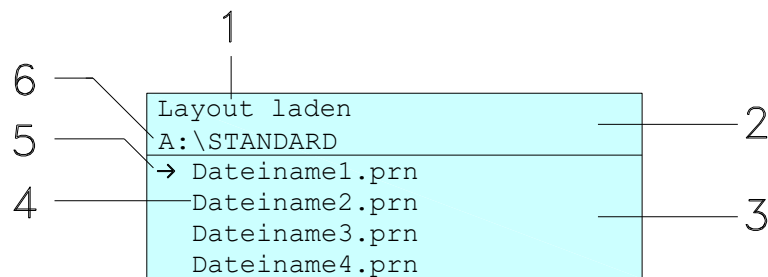 1
6
Layout laden
2
A:\STANDARD
5
→ Dateiname1.prn
4
Dateiname2.prn
3
Dateiname3.prn
Dateiname4.prn